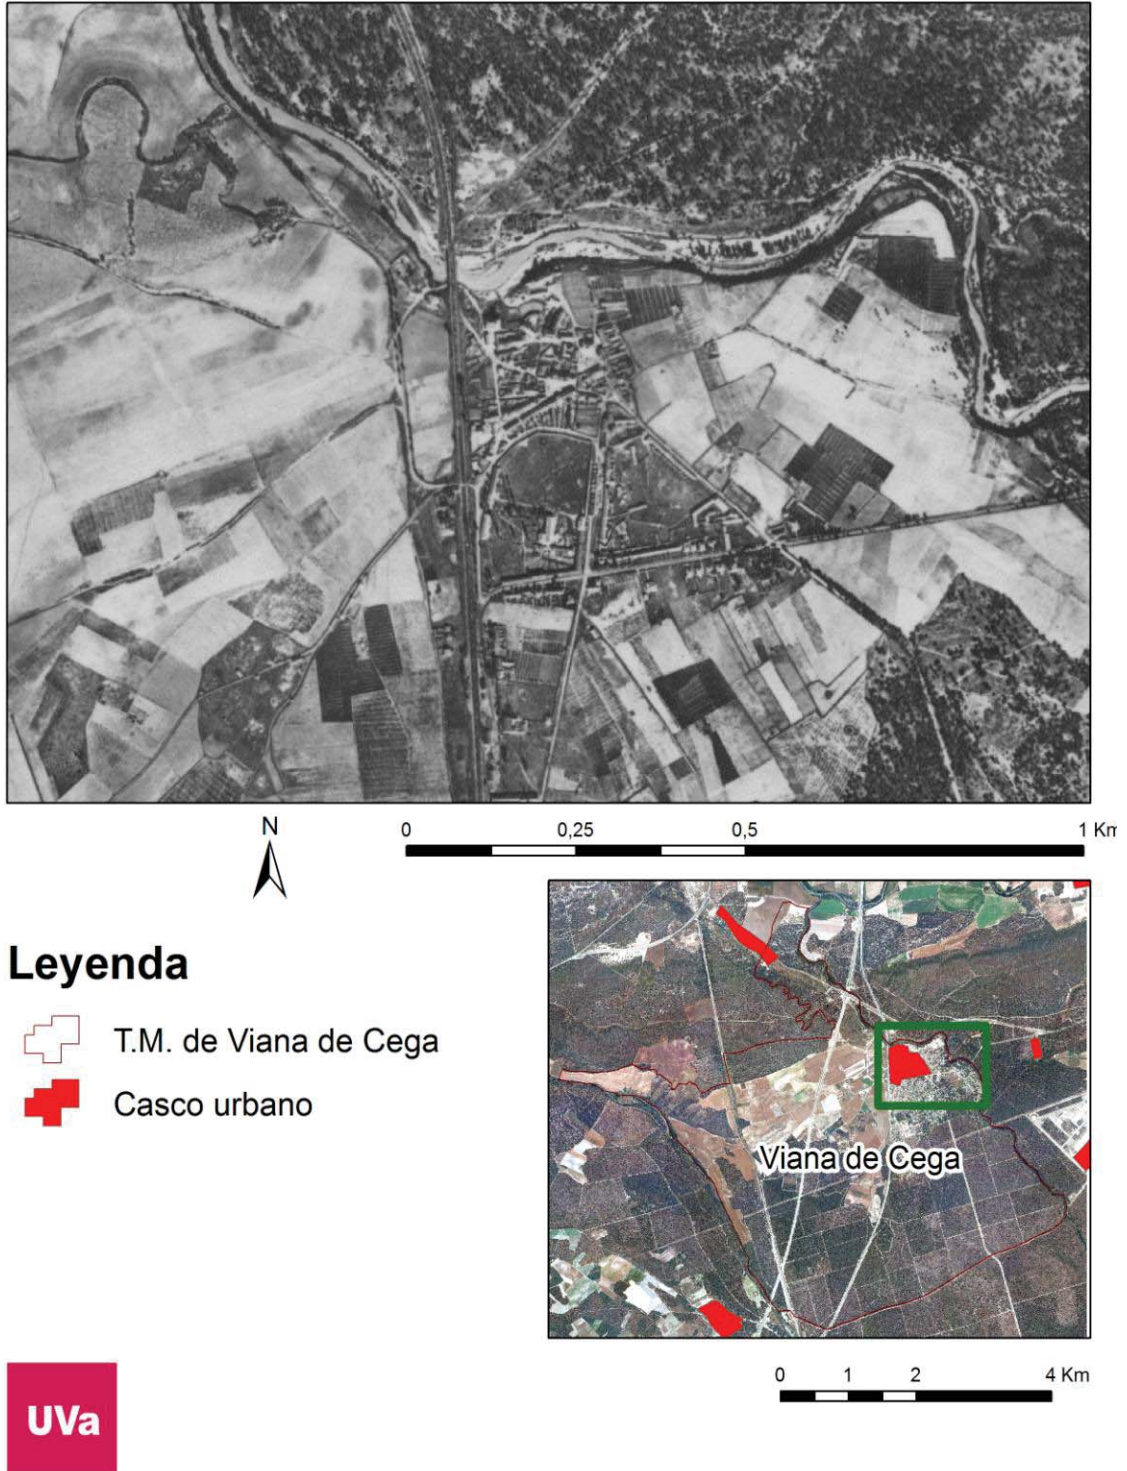 N
0 0,25 0,5 1 Km
Leyenda
T.M. de Viana de Cega
Casco urbano
Viana de Cega
0 1 2 4 Km
UVa